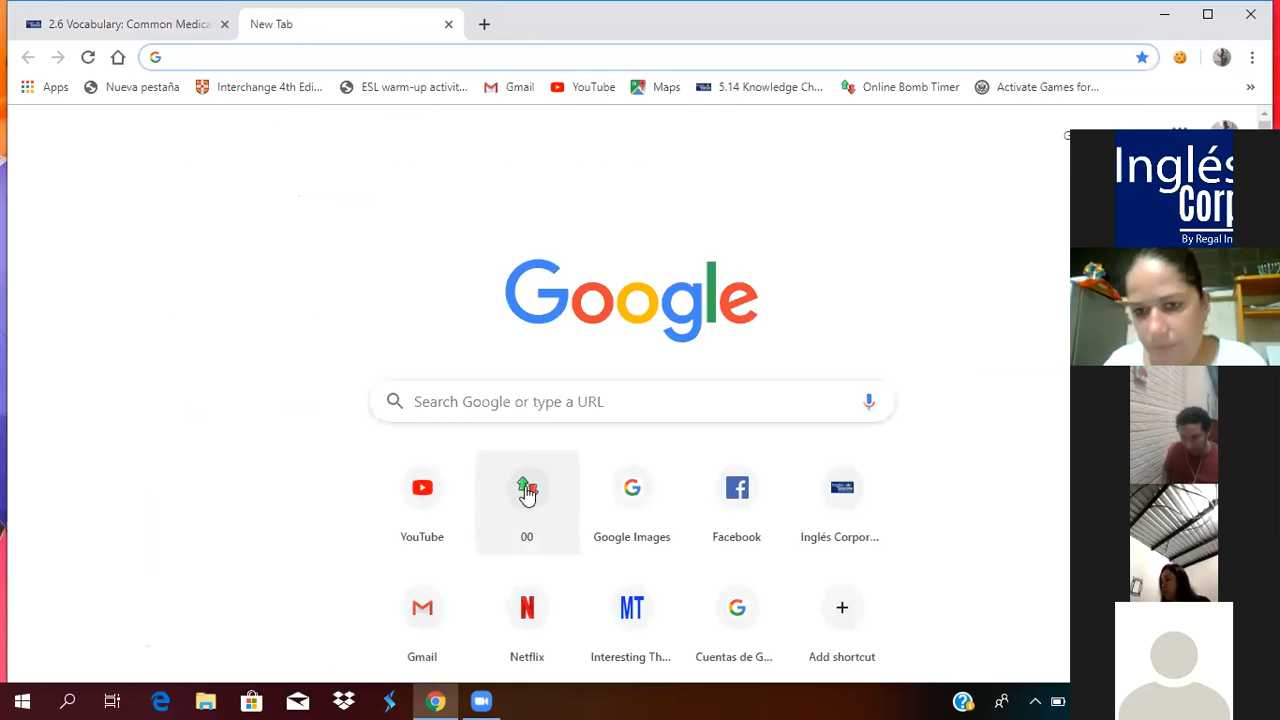 2.6 Vocabulary: Common Medica
New Tab
Apps
Nueva pestaña
Interchange 4th Edi...
ESL warm-up activit...
Gmail
YouTube
Maps
5.14 Knowledge Ch...
Online Bomb Timer
Activate Games for...
»
Inglés
Corp
By Regal In
Google
Search Google or type a URL
YouTube
00
Google Images
Facebook
Inglés Corpor...
MT
Gmail
Netflix
Interesting Th...
Cuentas de G...
Add shortcut